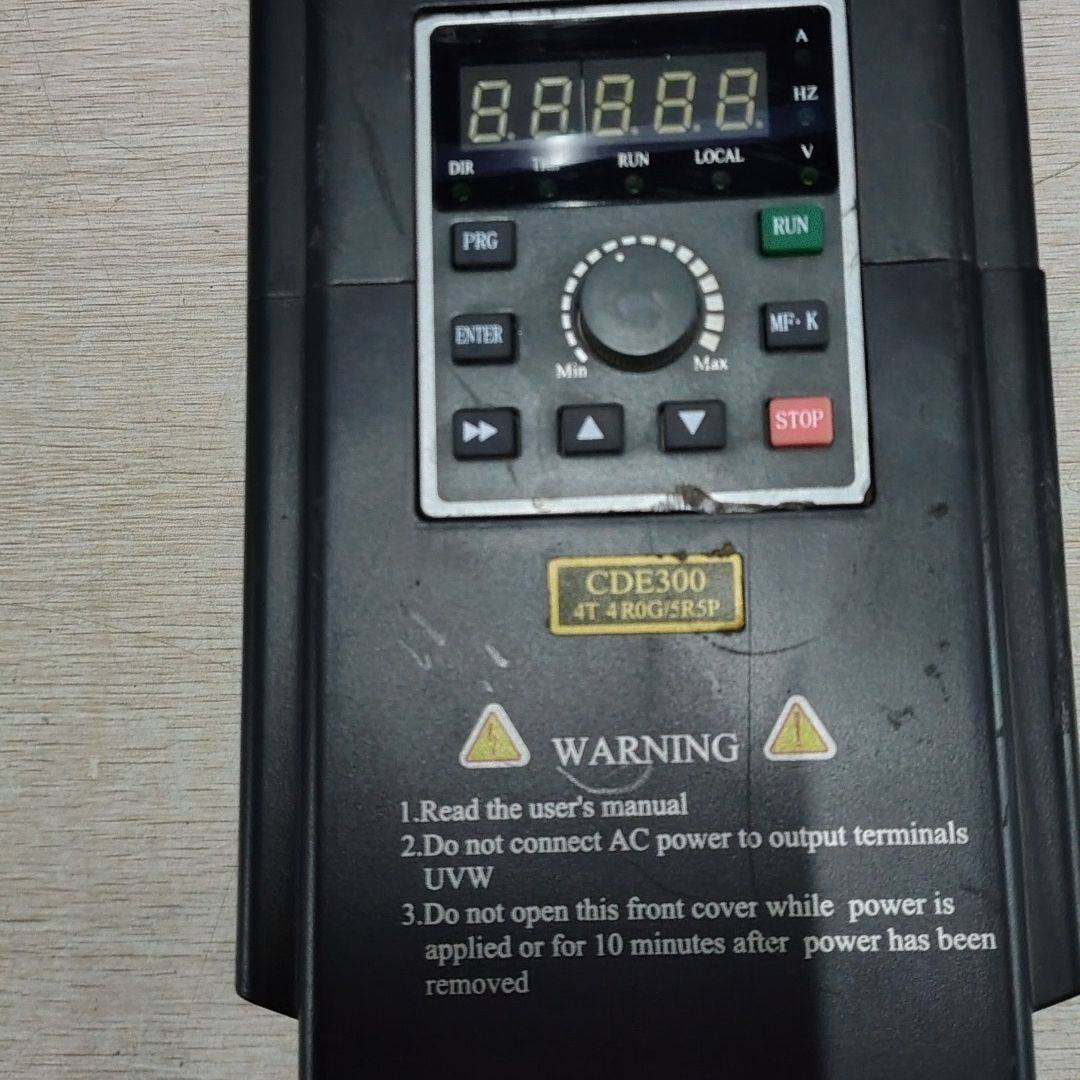 A
HZ
V
DIR
RUN
LOCAL
PRG
RUN
ENTER
MF·K
Min
Max
STOP
CDE300
4T 4R0G/5R5P
WARNING
1.Read the user's manual
2.Do not connect AC power to output terminals
UVW
3.Do not open this front cover while power is
applied or for 10 minutes after power has been
removed